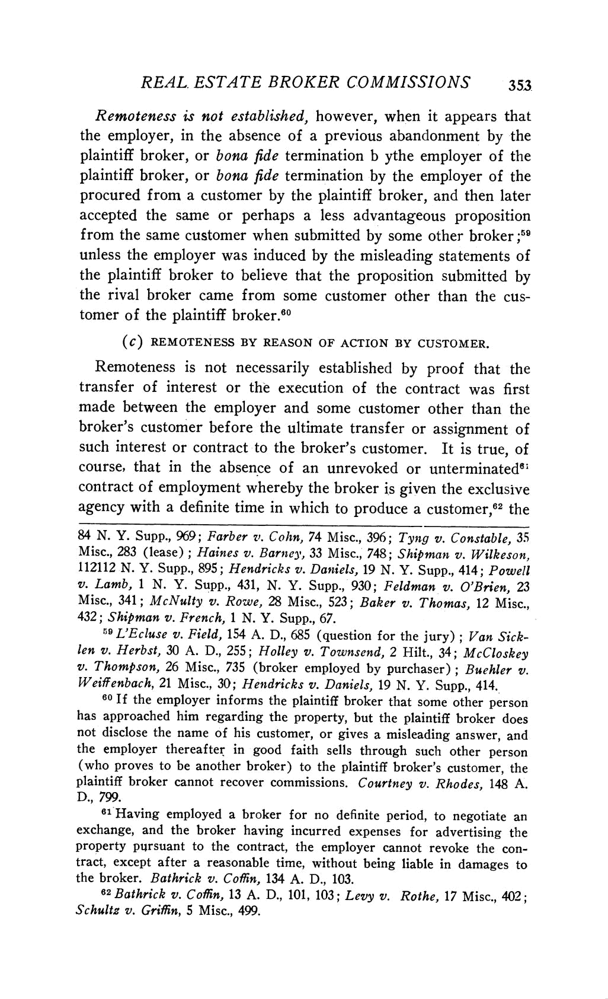 REAL ESTATE BROKER COMMISSIONS 353
Remoteness is not established, however, when it appears that
the employer, in the absence of a previous abandonment by the
plaintiff broker, or bona fide termination b ythe employer of the
plaintiff broker, or bona fide termination by the employer of the
procured from a customer by the plaintiff broker, and then later
accepted the same or perhaps a less advantageous proposition
from the same customer when submitted by some other broker;⁵⁹
unless the employer was induced by the misleading statements of
the plaintiff broker to believe that the proposition submitted by
the rival broker came from some customer other than the cus-
tomer of the plaintiff broker.⁶⁰
(c) REMOTENESS BY REASON OF ACTION BY CUSTOMER.
Remoteness is not necessarily established by proof that the
transfer of interest or the execution of the contract was first
made between the employer and some customer other than the
broker's customer before the ultimate transfer or assignment of
such interest or contract to the broker's customer. It is true, of
course, that in the absence of an unrevoked or unterminated⁶¹
contract of employment whereby the broker is given the exclusive
agency with a definite time in which to produce a customer,⁶² the
84 N. Y. Supp., 969; Farber v. Cohn, 74 Misc., 396; Tyng v. Constable, 35
Misc., 283 (lease); Haines v. Barney, 33 Misc., 748; Shipman v. Wilkeson,
112112 N. Y. Supp., 895; Hendricks v. Daniels, 19 N. Y. Supp., 414; Powell
v. Lamb, 1 N. Y. Supp., 431, N. Y. Supp., 930; Feldman v. O'Brien, 23
Misc., 341; McNulty v. Rowe, 28 Misc., 523; Baker v. Thomas, 12 Misc.,
432; Shipman v. French, 1 N. Y. Supp., 67.
⁵⁹ L'Ecluse v. Field, 154 A. D., 685 (question for the jury); Van Sick-
len v. Herbst, 30 A. D., 255; Holley v. Townsend, 2 Hilt., 34; McCloskey
v. Thompson, 26 Misc., 735 (broker employed by purchaser); Buehler v.
Weiffenbach, 21 Misc., 30; Hendricks v. Daniels, 19 N. Y. Supp., 414.
⁶⁰ If the employer informs the plaintiff broker that some other person
has approached him regarding the property, but the plaintiff broker does
not disclose the name of his customer, or gives a misleading answer, and
the employer thereafter in good faith sells through such other person
(who proves to be another broker) to the plaintiff broker's customer, the
plaintiff broker cannot recover commissions. Courtney v. Rhodes, 148 A.
D., 799.
⁶¹ Having employed a broker for no definite period, to negotiate an
exchange, and the broker having incurred expenses for advertising the
property pursuant to the contract, the employer cannot revoke the con-
tract, except after a reasonable time, without being liable in damages to
the broker. Bathrick v. Coffin, 134 A. D., 103.
⁶² Bathrick v. Coffin, 13 A. D., 101, 103; Levy v. Rothe, 17 Misc., 402;
Schultz v. Griffin, 5 Misc., 499.